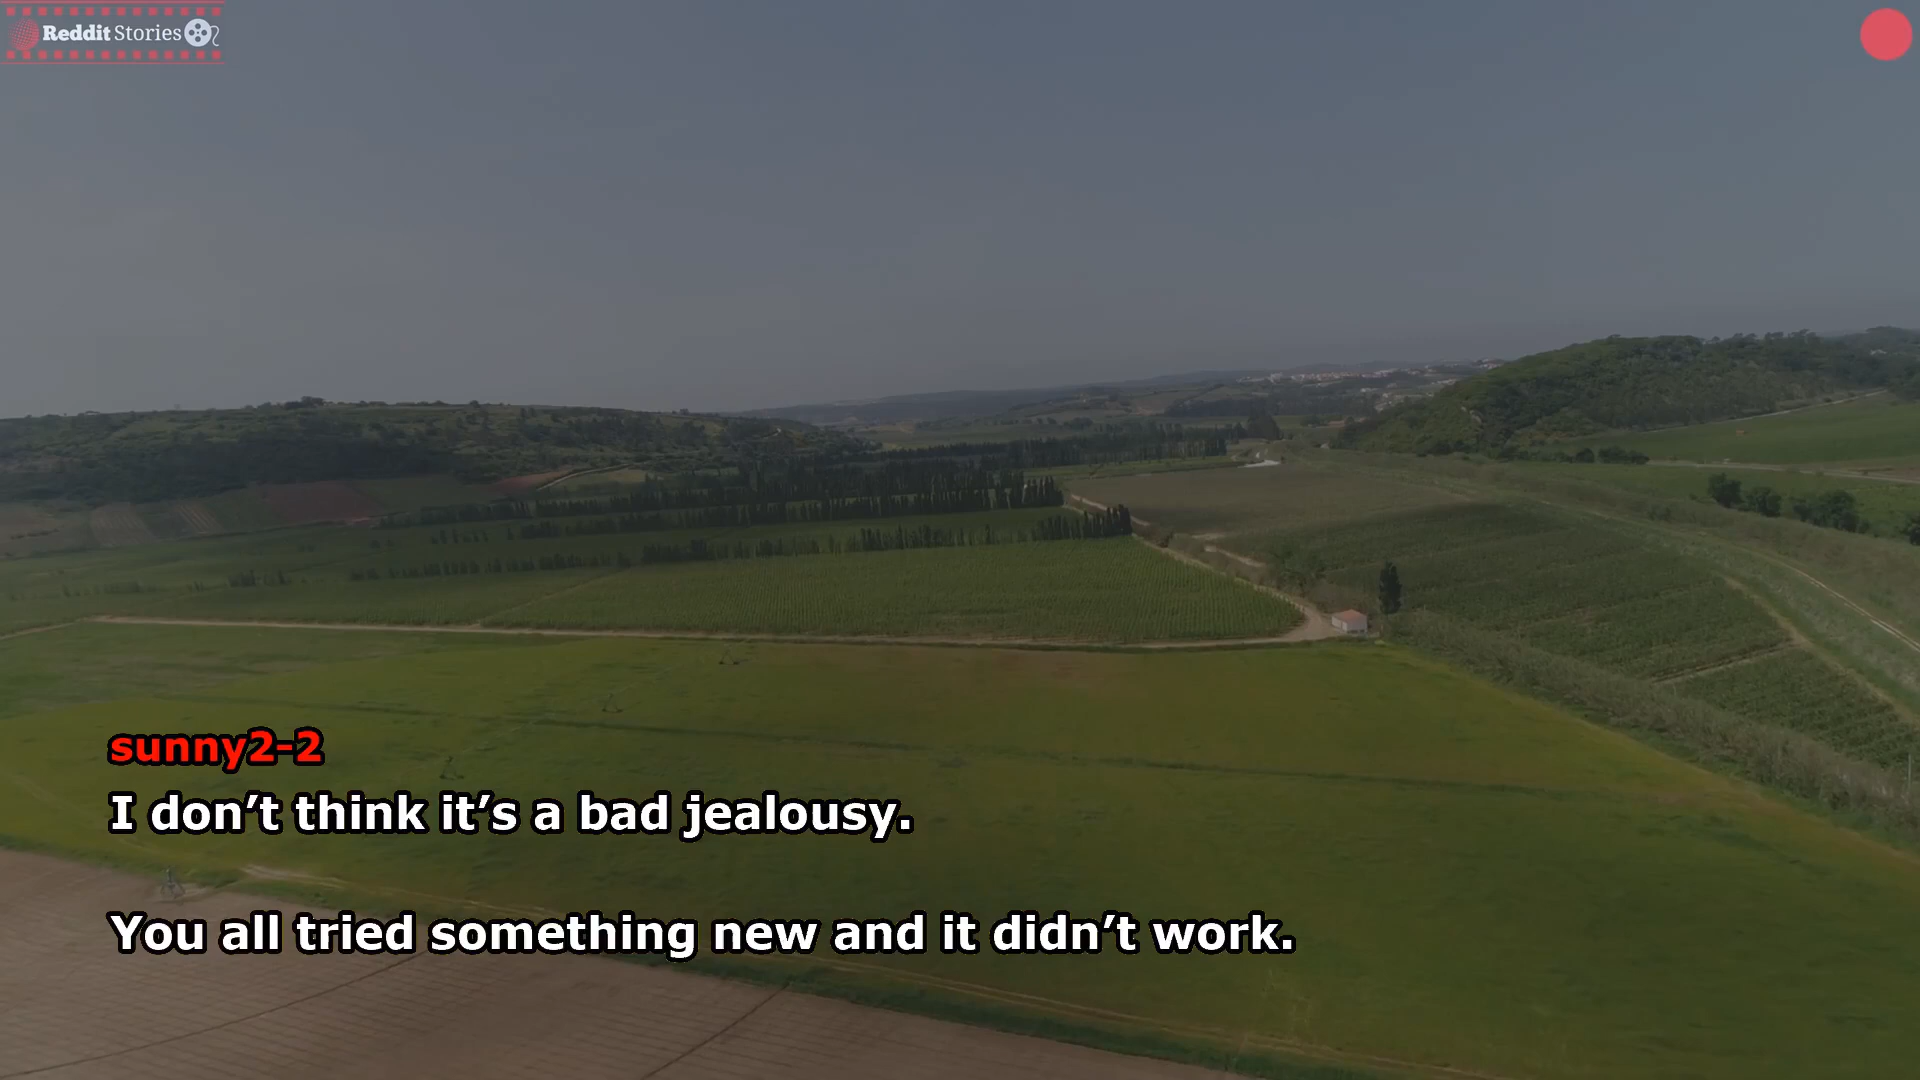 Reddit Stories
sunny2-2
I don’t think it’s a bad jealousy.
You all tried something new and it didn’t work.